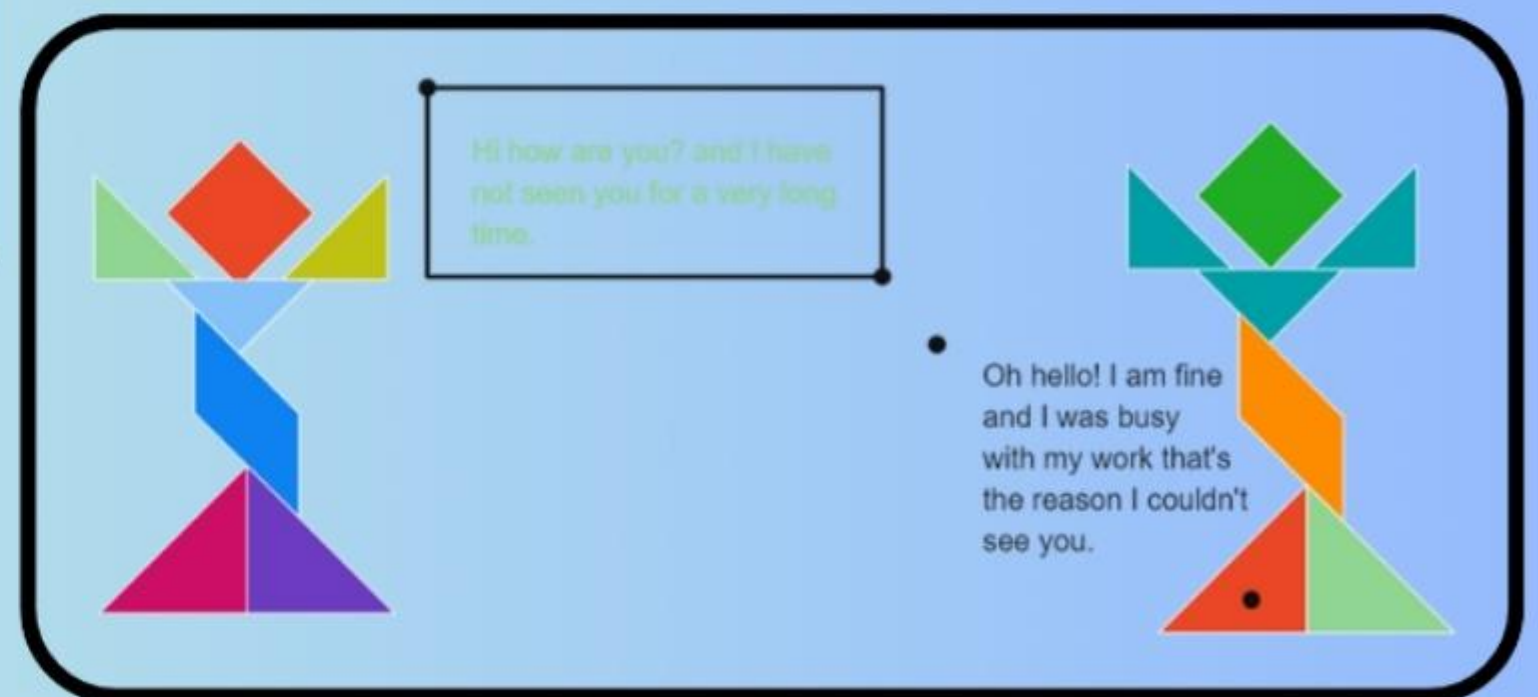 Hi how are you? and I have
not seen you for a very long
time.
Oh hello! I am fine
and I was busy
with my work that's
the reason I couldn't
see you.